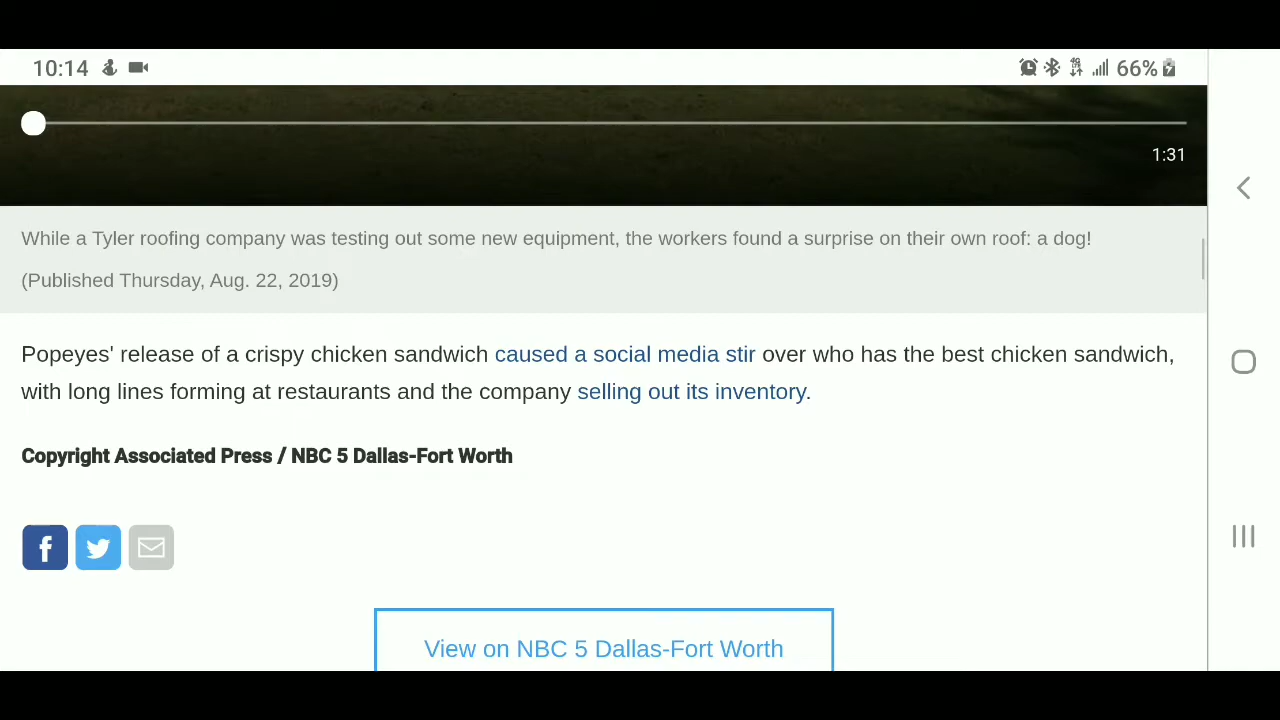 10:14
66%
1:31
While a Tyler roofing company was testing out some new equipment, the workers found a surprise on their own roof: a dog!
(Published Thursday, Aug. 22, 2019)
Popeyes' release of a crispy chicken sandwich caused a social media stir over who has the best chicken sandwich,
with long lines forming at restaurants and the company selling out its inventory.
Copyright Associated Press / NBC 5 Dallas-Fort Worth
View on NBC 5 Dallas-Fort Worth